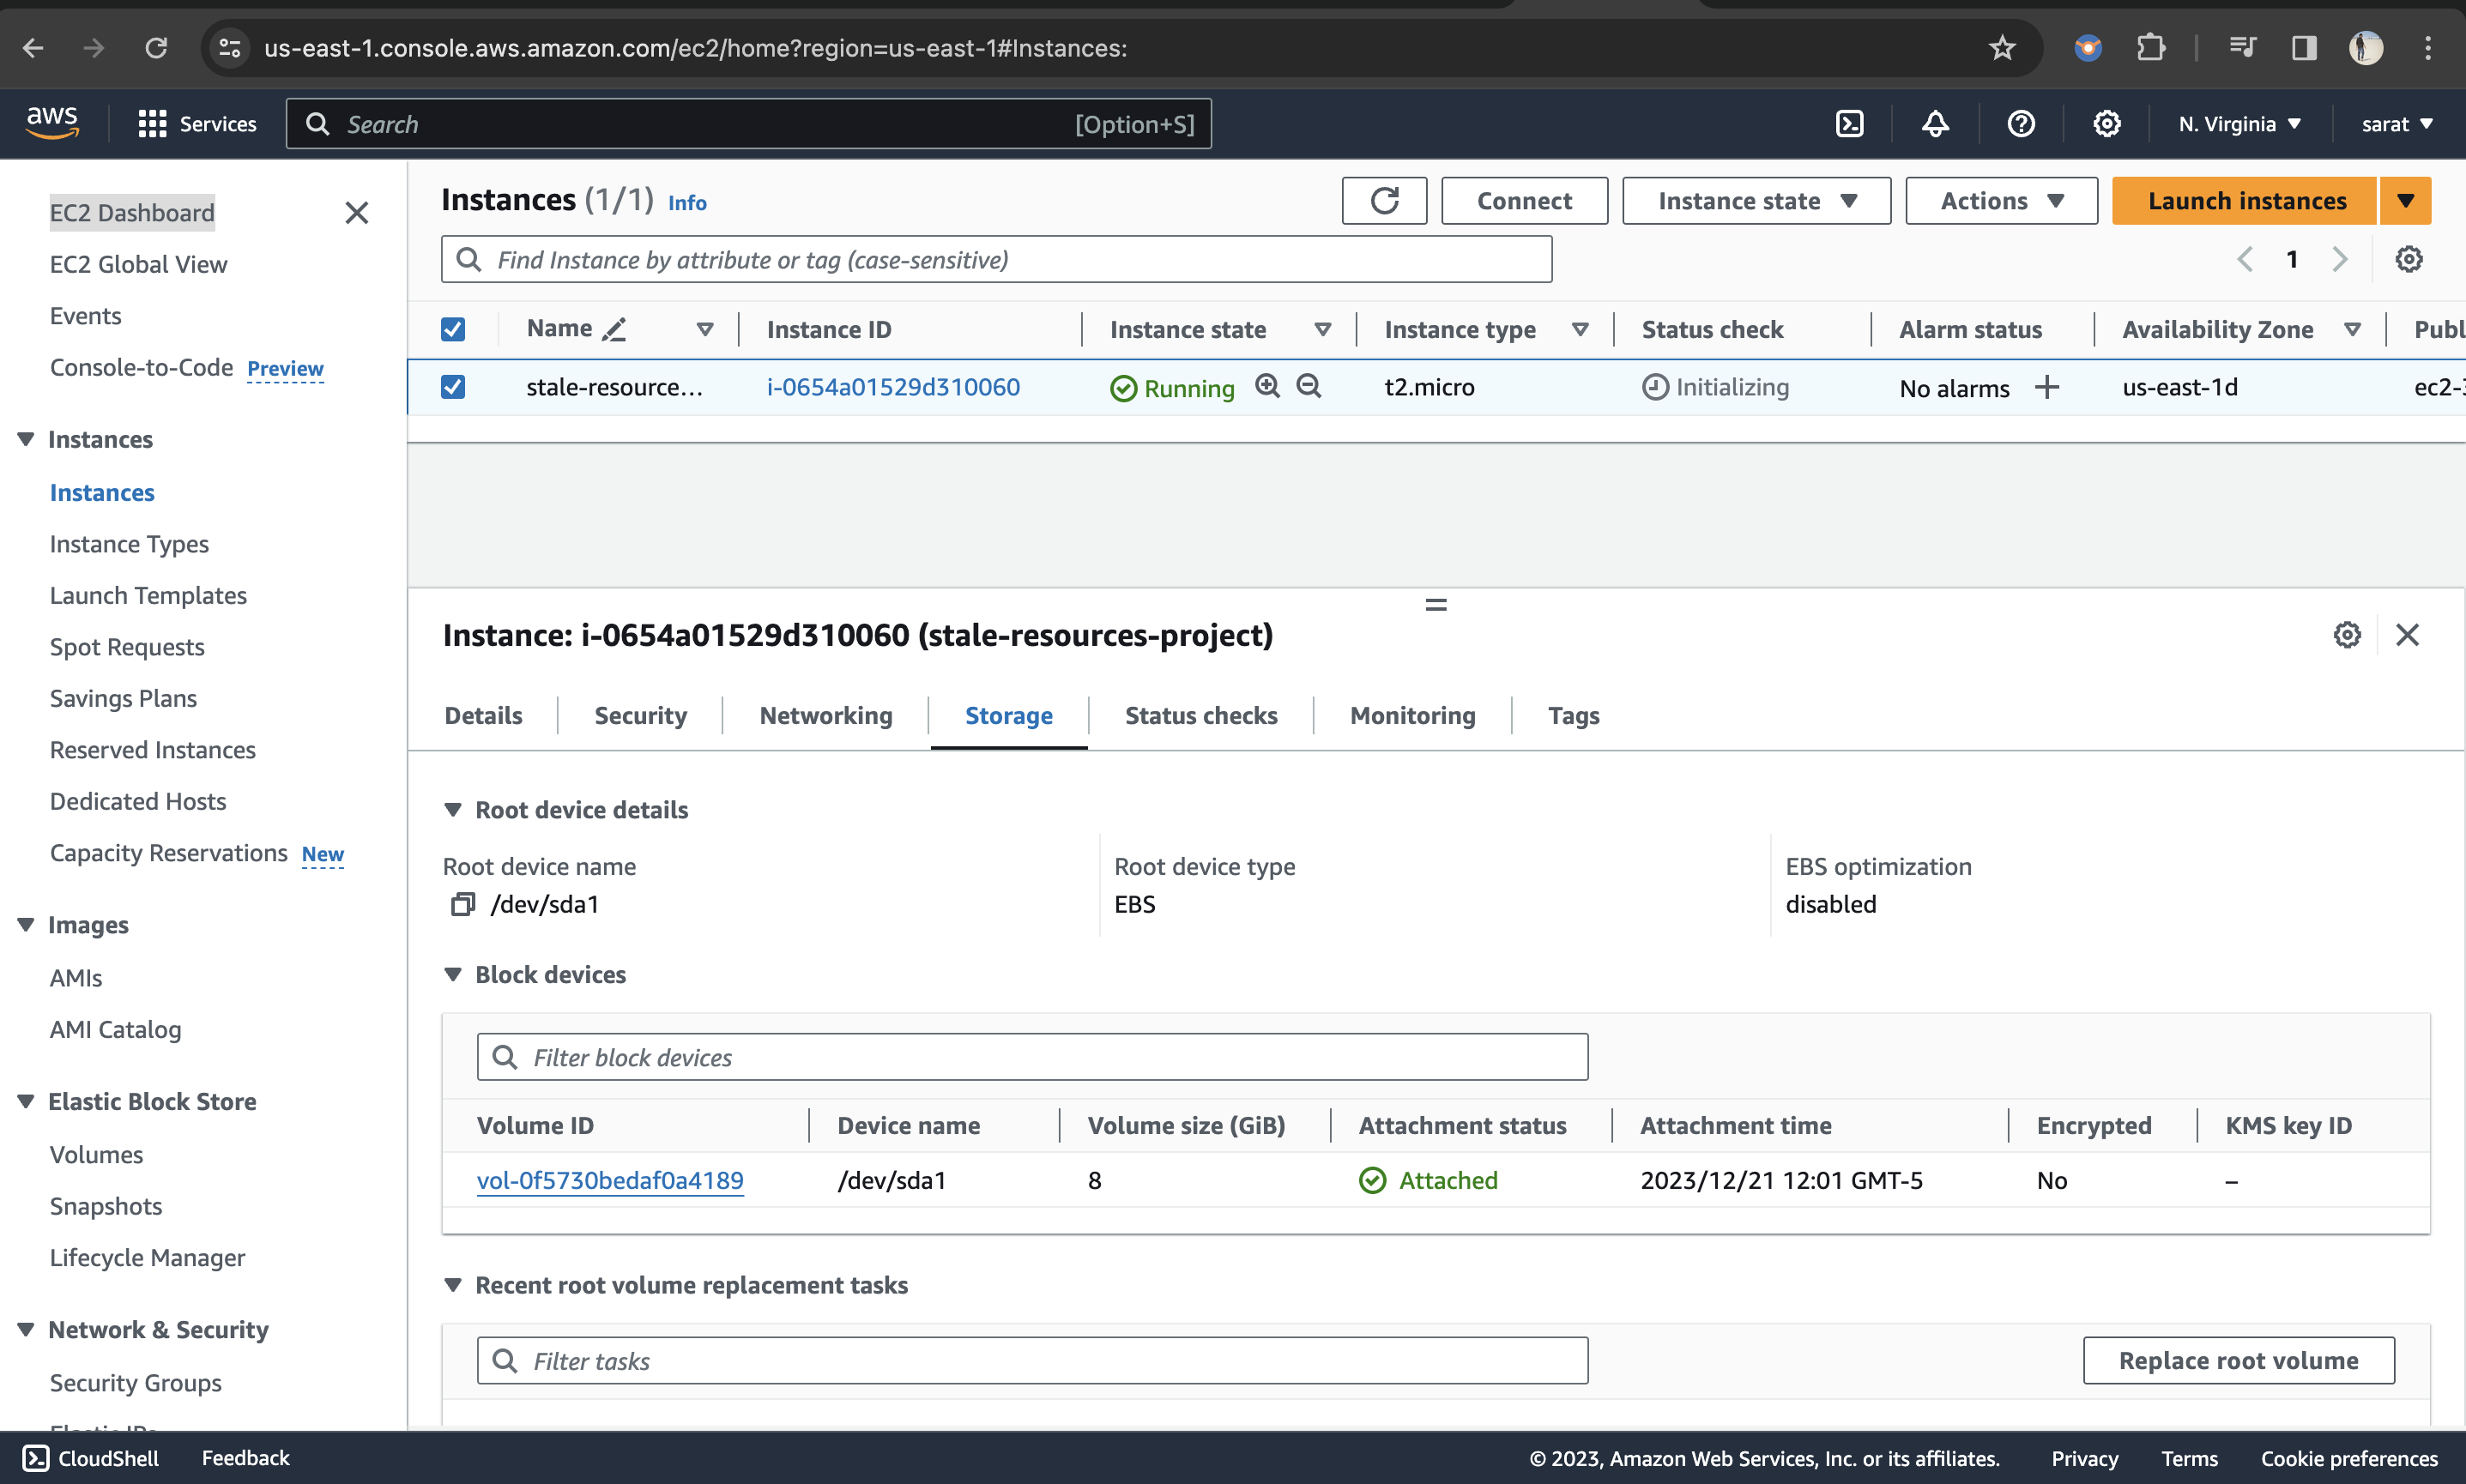 us-east-1.console.aws.amazon.com/ec2/home?region=us-east-1#Instances:
aws
Services
Search
[Option+S]
N. Virginia
sarat
EC2 Dashboard
EC2 Global View
Events
Console-to-Code Preview
Instances
Instances
Instance Types
Launch Templates
Spot Requests
Savings Plans
Reserved Instances
Dedicated Hosts
Capacity Reservations New
Images
AMIs
AMI Catalog
Elastic Block Store
Volumes
Snapshots
Lifecycle Manager
Network & Security
Security Groups
Instances (1/1) Info
Connect
Instance state
Actions
Launch instances
Find Instance by attribute or tag (case-sensitive)
1
Name Instance ID Instance state Instance type Status check Alarm status Availability Zone Publ
stale-resource... i-0654a01529d310060 Running t2.micro Initializing No alarms + us-east-1d ec2-
Instance: i-0654a01529d310060 (stale-resources-project)
Details Security Networking Storage Status checks Monitoring Tags
Root device details
Root device name
/dev/sda1
Root device type
EBS
EBS optimization
disabled
Block devices
Filter block devices
Volume ID Device name Volume size (GiB) Attachment status Attachment time Encrypted KMS key ID
vol-0f5730bedaf0a4189 /dev/sda1 8 Attached 2023/12/21 12:01 GMT-5 No –
Recent root volume replacement tasks
Filter tasks
Replace root volume
CloudShell Feedback © 2023, Amazon Web Services, Inc. or its affiliates. Privacy Terms Cookie preferences